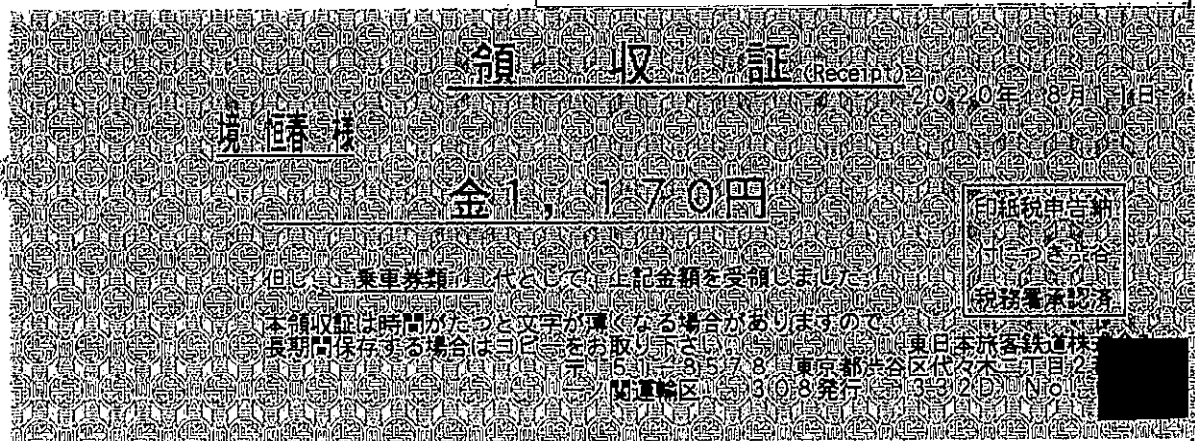 領収証(Receipt)
2020年 8月11日
境 恒春 様
金1,170円
印紙税申告納
付につき渋谷
税務署承認済
但し、乗車券類 代として、上記金額を受領しました。
本領収証は時間がたつと文字が薄くなる場合がありますので、
長期間保存する場合はコピーをお取り下さい。
東日本旅客鉄道株
〒151-8578 東京都渋谷区代々木二丁目2
関運輸区 308発行 332D No.